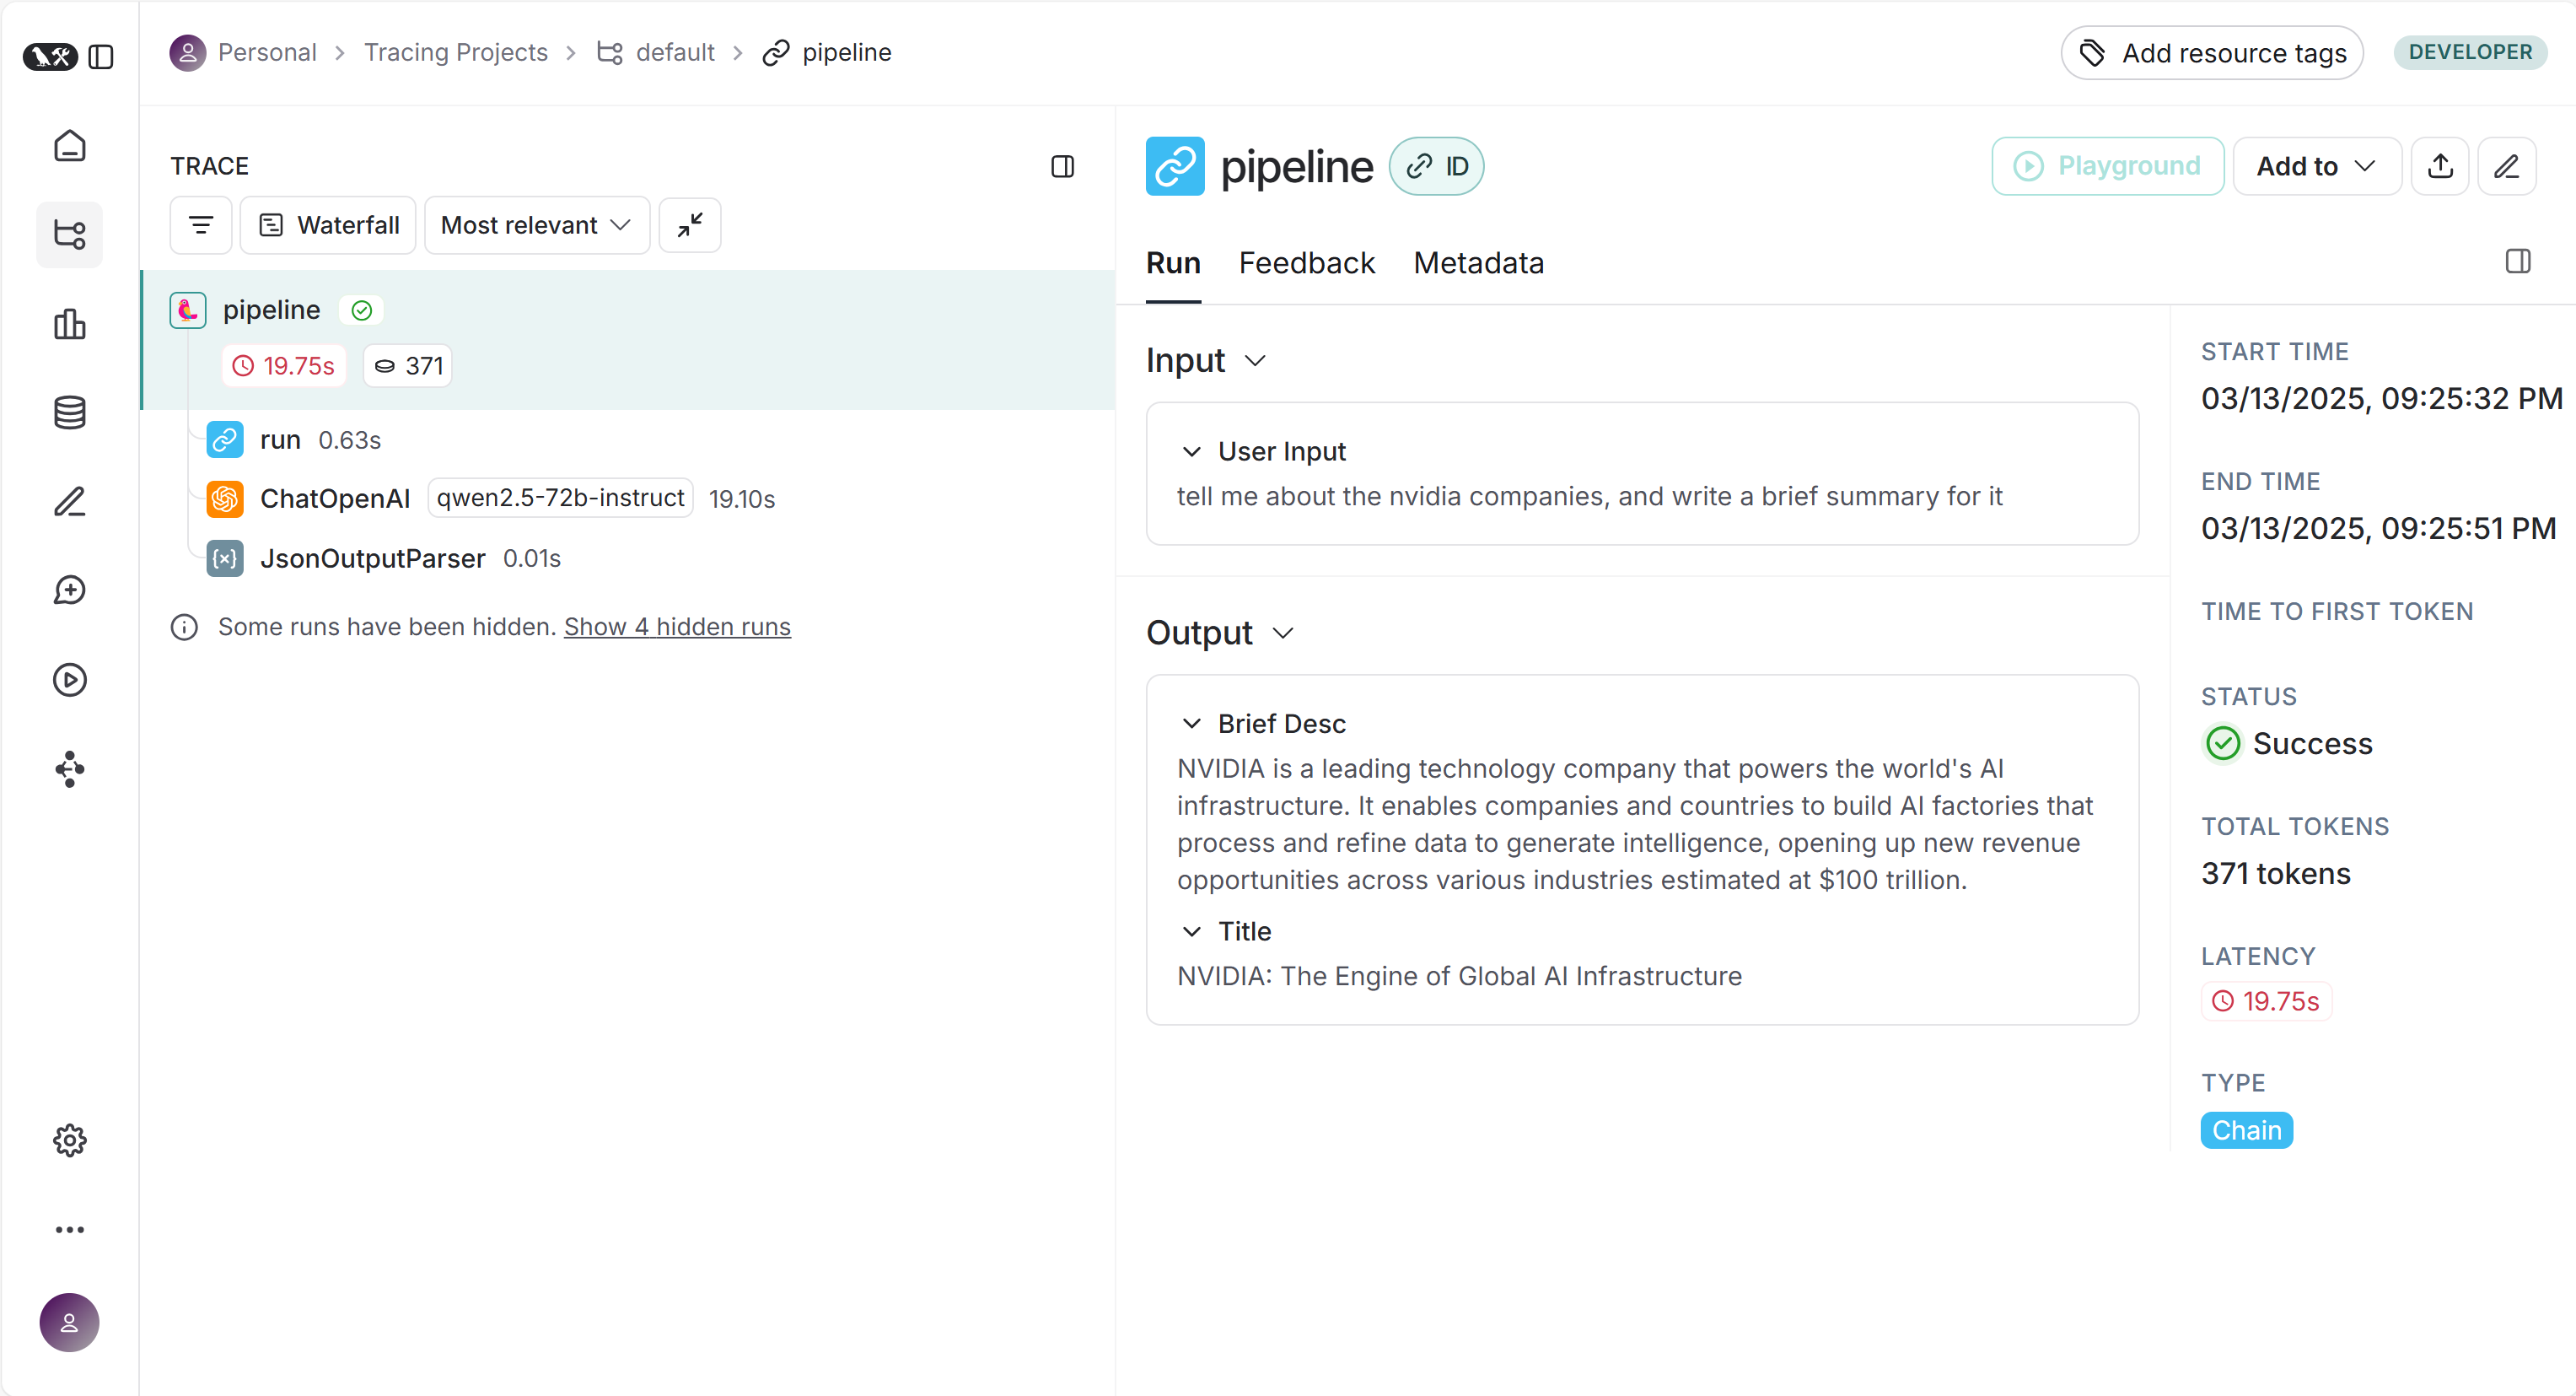 Personal > Tracing Projects > default > pipeline
Add resource tags
DEVELOPER
TRACE
Waterfall
Most relevant
pipeline
19.75s
371
run 0.63s
ChatOpenAI qwen2.5-72b-instruct 19.10s
JsonOutputParser 0.01s
Some runs have been hidden. Show 4 hidden runs
pipeline
ID
Playground
Add to
Run Feedback Metadata
Input
User Input
tell me about the nvidia companies, and write a brief summary for it
Output
Brief Desc
NVIDIA is a leading technology company that powers the world's AI
infrastructure. It enables companies and countries to build AI factories that
process and refine data to generate intelligence, opening up new revenue
opportunities across various industries estimated at $100 trillion.
Title
NVIDIA: The Engine of Global AI Infrastructure
START TIME
03/13/2025, 09:25:32 PM
END TIME
03/13/2025, 09:25:51 PM
TIME TO FIRST TOKEN
STATUS
Success
TOTAL TOKENS
371 tokens
LATENCY
19.75s
TYPE
Chain